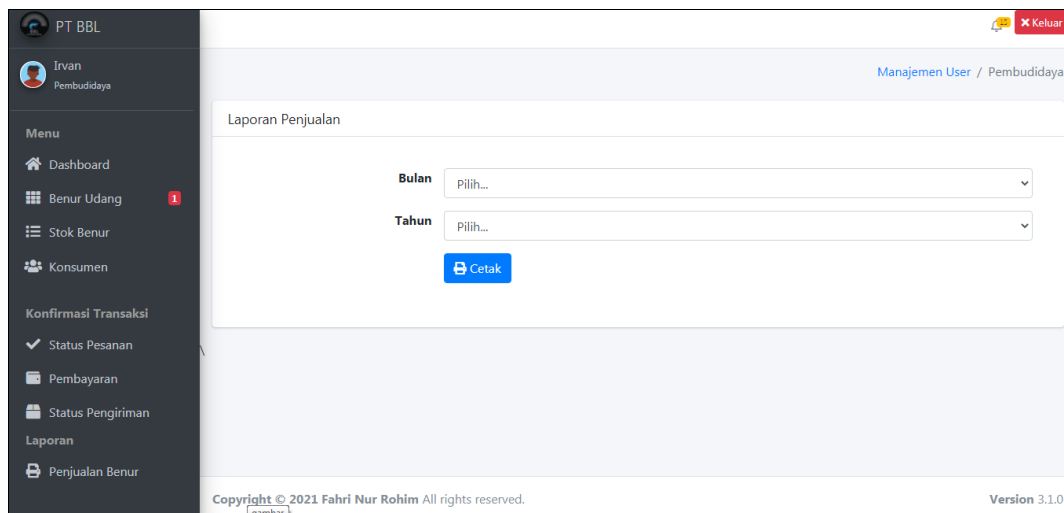 PT BBL
Keluar
Irvan
Pembudidaya
Manajemen User / Pembudidaya
Laporan Penjualan
Menu
Dashboard
Benur Udang 1
Stok Benur
Konsumen
Bulan Pilih...
Tahun Pilih...
Cetak
Konfirmasi Transaksi
Status Pesanan
\
Pembayaran
Status Pengiriman
Laporan
Penjualan Benur
Copyright © 2021 Fahri Nur Rohim All rights reserved.
Version 3.1.0